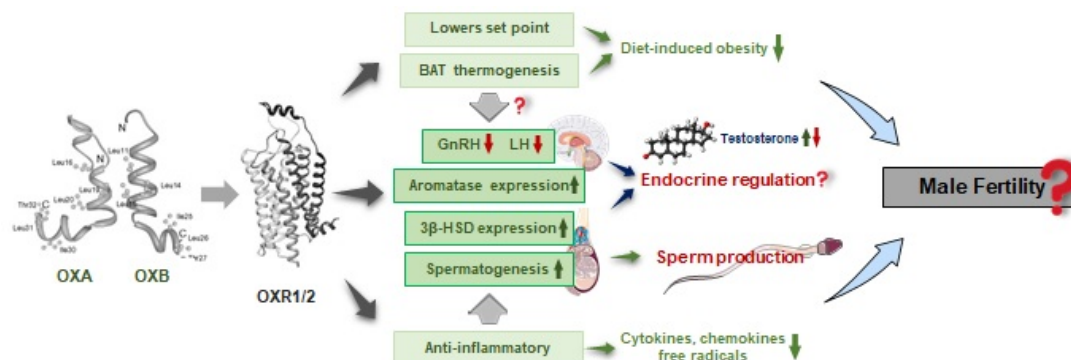 Lowers set point
BAT thermogenesis
Diet-induced obesity
?
N
N
Leu16
Leu11
Leu19
Leu14
Leu20
Thr32
C
Leu31
Ile30
Ile25
C
Leu26
OXA
OXB
OXR1/2
GnRH
LH
Aromatase expression
3β-HSD expression
Spermatogenesis
Testosterone
Endocrine regulation?
Sperm production
Male Fertility
?
Anti-inflammatory
Cytokines, chemokines
free radicals